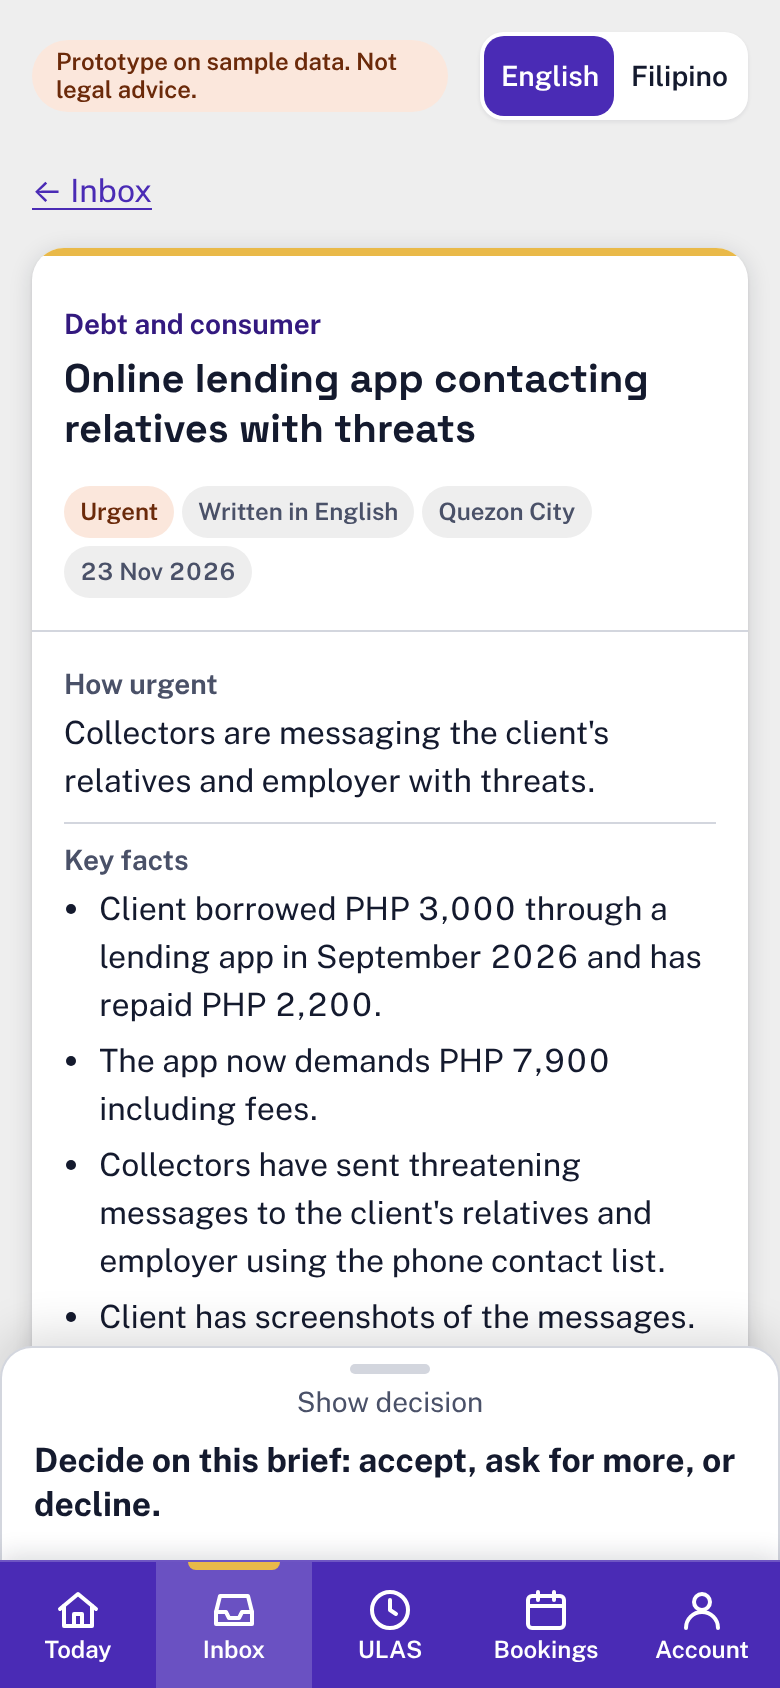 Prototype on sample data. Not
legal advice.
English
Filipino
← Inbox
Debt and consumer
Online lending app contacting
relatives with threats
Urgent
Written in English
Quezon City
23 Nov 2026
How urgent
Collectors are messaging the client's
relatives and employer with threats.
Key facts
• Client borrowed PHP 3,000 through a
lending app in September 2026 and has
repaid PHP 2,200.
• The app now demands PHP 7,900
including fees.
• Collectors have sent threatening
messages to the client's relatives and
employer using the phone contact list.
• Client has screenshots of the messages.
Show decision
Decide on this brief: accept, ask for more, or
decline.
Today
Inbox
ULAS
Bookings
Account